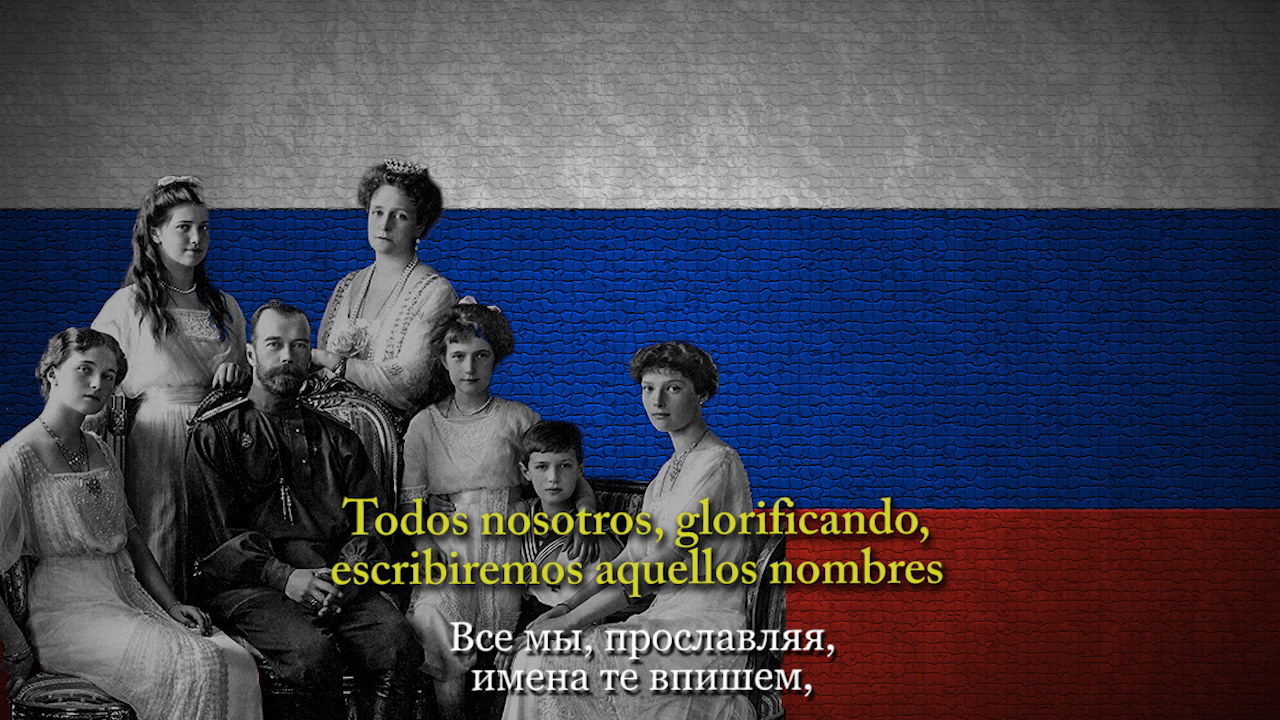 Todos nosotros, glorificando,
escribiremos aquellos nombres
Все мы, прославляя,
имена те впишем,